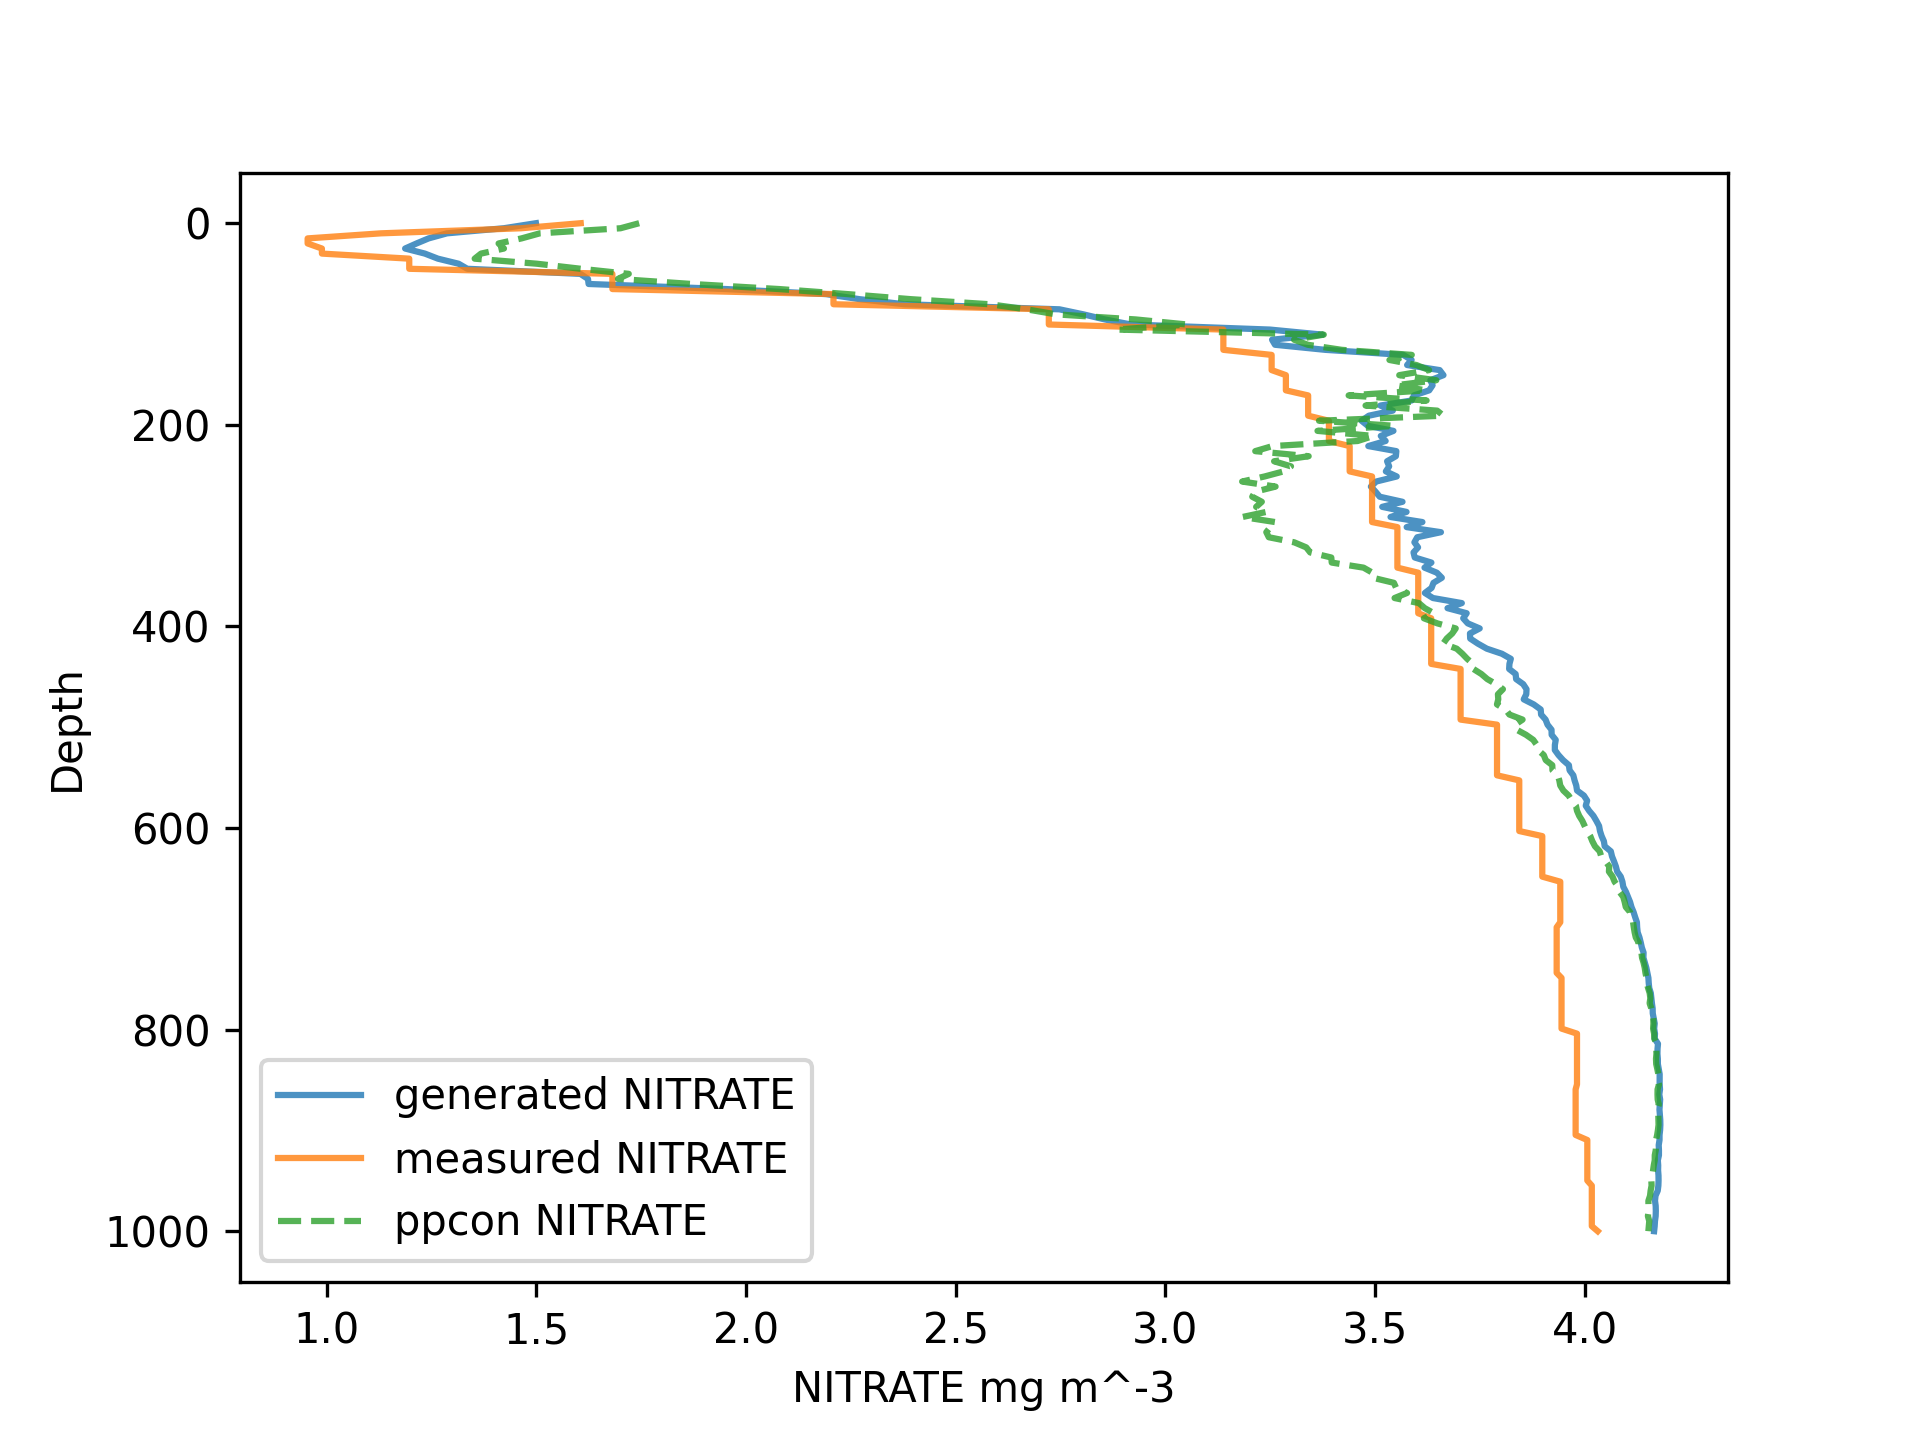 0
200
400
600
800
1000
Depth
generated NITRATE
measured NITRATE
ppcon NITRATE
1.0 1.5 2.0 2.5 3.0 3.5 4.0
NITRATE mg m^-3